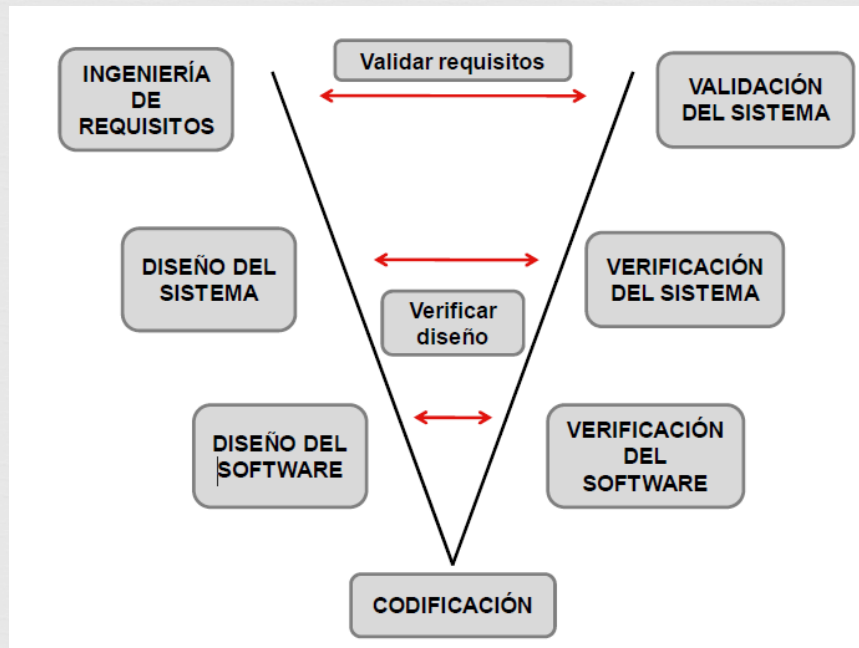 INGENIERÍA
DE
REQUISITOS
Validar requisitos
VALIDACIÓN
DEL SISTEMA
DISEÑO DEL
SISTEMA
Verificar
diseño
VERIFICACIÓN
DEL SISTEMA
DISEÑO DEL
SOFTWARE
VERIFICACIÓN
DEL
SOFTWARE
CODIFICACIÓN